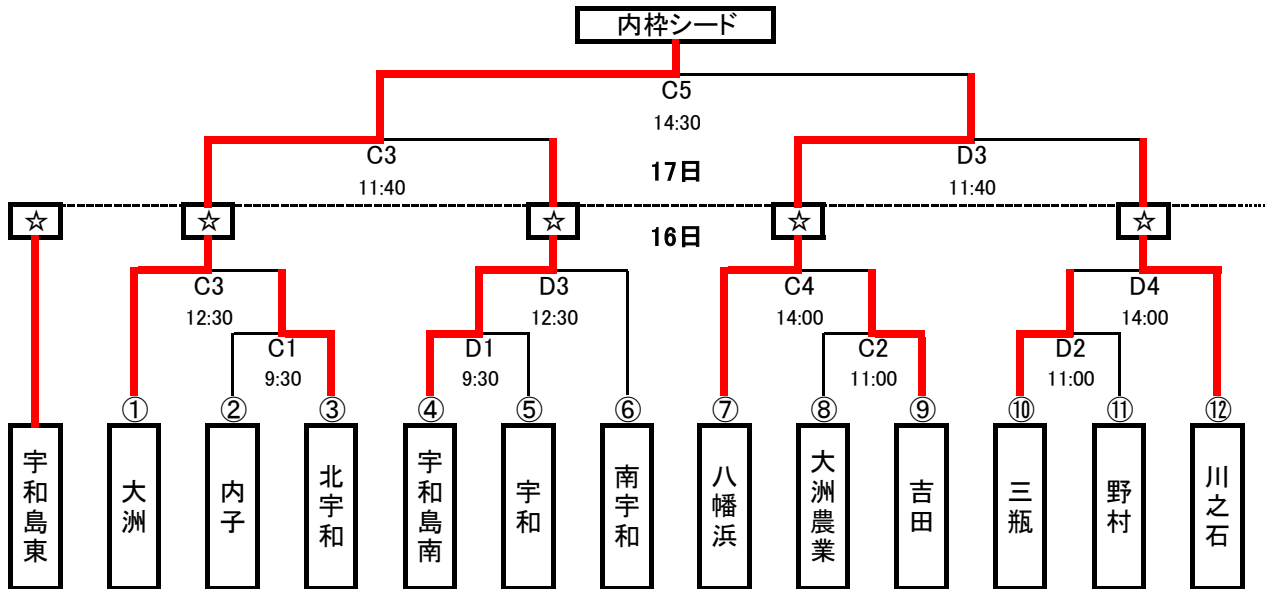 内枠シード
C5
14:30
C3
D3
11:40
17日
11:40
☆
☆
☆
☆
☆
16日
C3
D3
C4
D4
12:30
12:30
14:00
14:00
C1
D1
C2
D2
9:30
9:30
11:00
11:00
①
②
③
④
⑤
⑥
⑦
⑧
⑨
⑩
⑪
⑫
宇和島東
大洲
内子
北宇和
宇和島南
宇和
南宇和
八幡浜
大洲農業
吉田
三瓶
野村
川之石